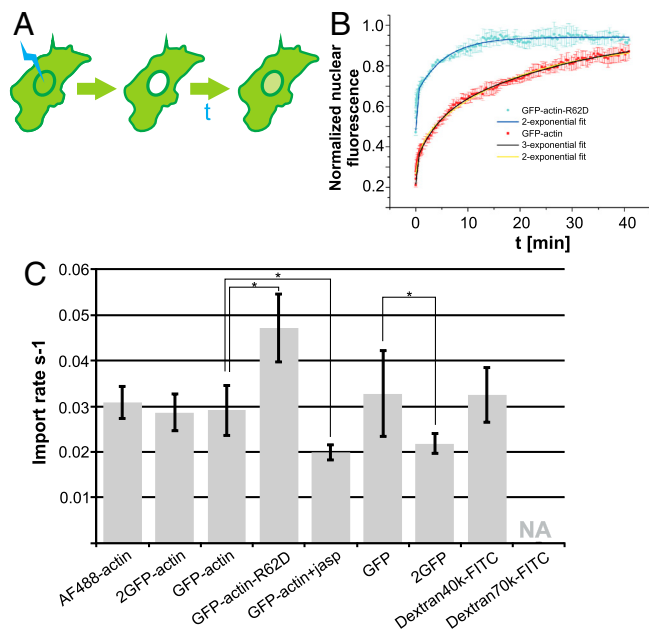 A
t
B
Normalized nuclear
fluorescence
1.0
0.8
0.6
0.4
0.2
GFP-actin-R62D
2-exponential fit
GFP-actin
3-exponential fit
2-exponential fit
0
10
20
30
40
t [min]
C
Import rate s-1
0.06
0.05
0.04
0.03
0.02
0.01
*
*
*
NA
AF488-actin
2GFP-actin
GFP-actin
GFP-actin-R62D
GFP-actin+jasp
GFP
2GFP
Dextran40k-FITC
Dextran70k-FITC